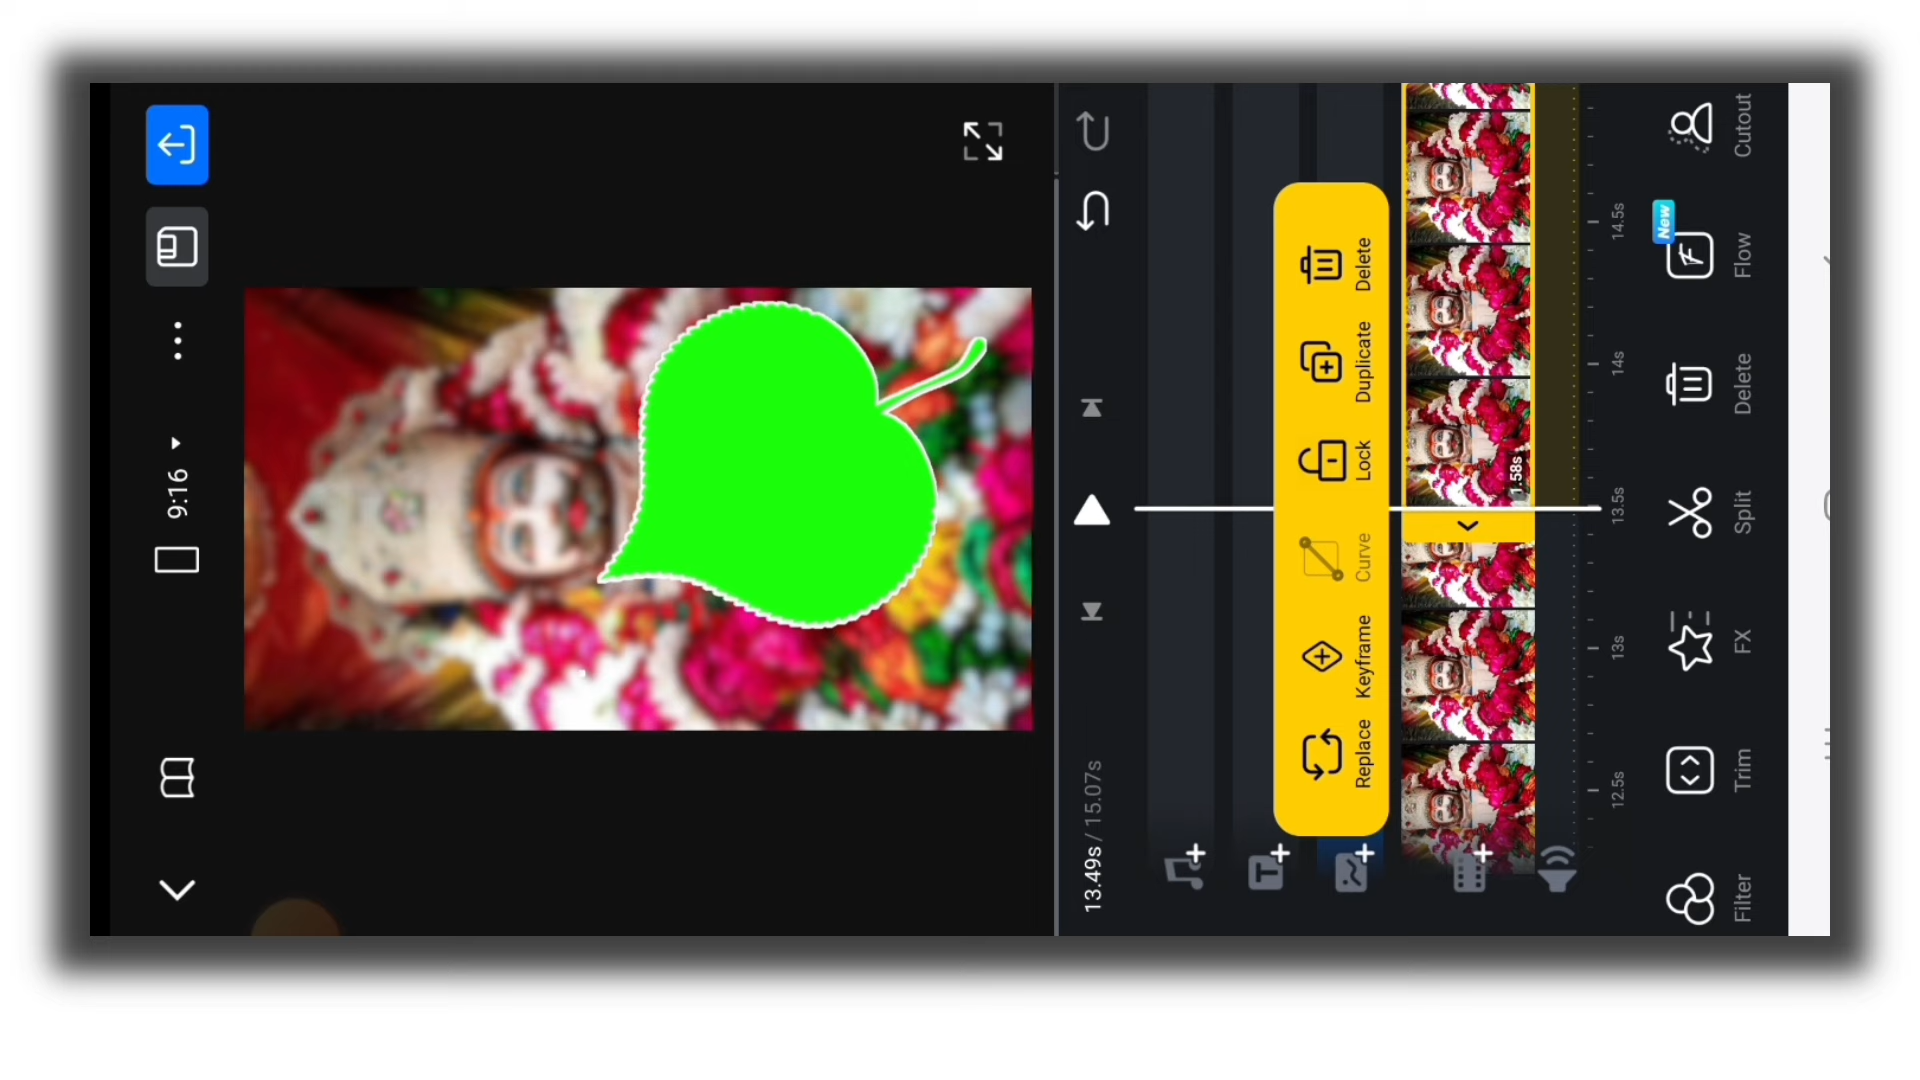 9:16
13.49s / 15.07s
Replace
Keyframe
Curve
Lock
Duplicate
Delete
1.58s
12.5s
13s
13.5s
14s
14.5s
Filter
Trim
FX
Split
Delete
Flow
New
Cutout